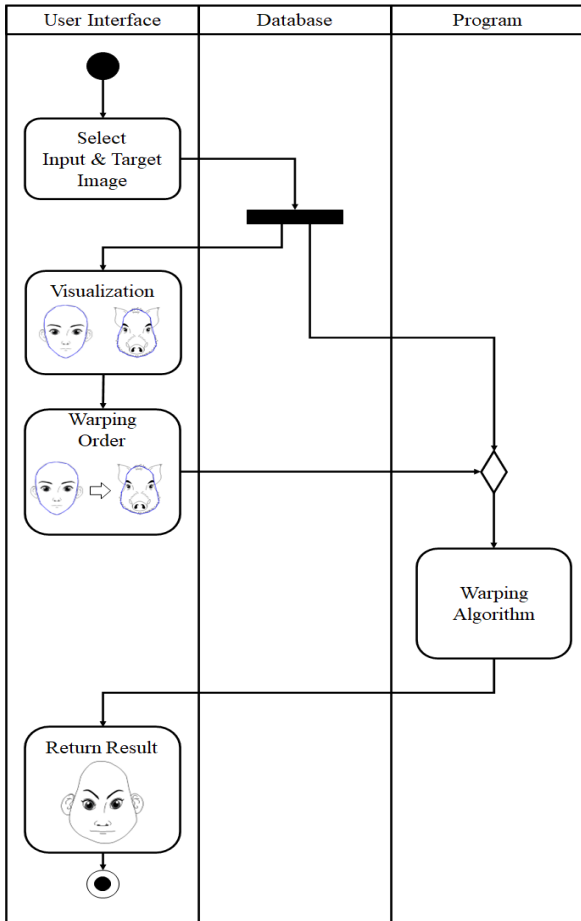 User Interface
Database
Program
Select
Input & Target
Image
Visualization
Warping
Order
Warping
Algorithm
Return Result